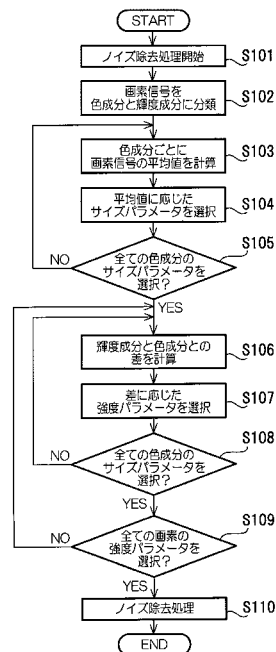 START
ノイズ除去処理開始
S101
画素信号を
色成分と輝度成分に分類
S102
色成分ごとに
画素信号の平均値を計算
S103
平均値に応じた
サイズパラメータを選択
S104
全ての色成分の
サイズパラメータを
選択?
S105
NO
YES
輝度成分と色成分との
差を計算
S106
差に応じた
強度パラメータを選択
S107
全ての色成分の
サイズパラメータを
選択?
S108
NO
YES
全ての画素の
強度パラメータを
選択?
S109
NO
YES
ノイズ除去処理
S110
END